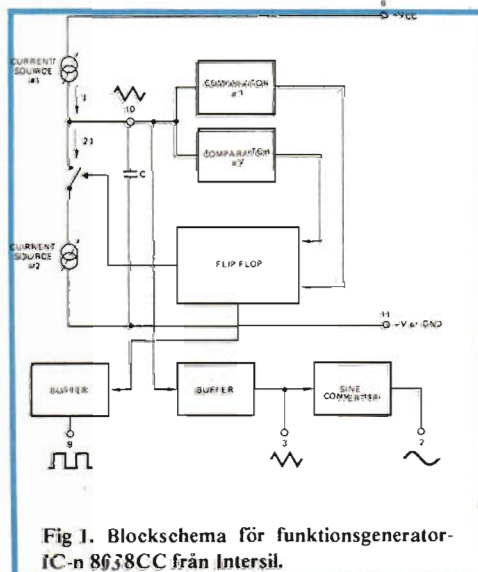 6
+VCC
CURRENT
SOURCE
#1
I
10
COMPARATOR
#1
2I
COMPARATOR
C
CURRENT
SOURCE
#2
FLIP FLOP
11
BUFFER
BUFFER
SINE
CONVERTER
9
3
2
Fig 1. Blockschema för funktionsgenerator-
IC-n 8038CC från Intersil.